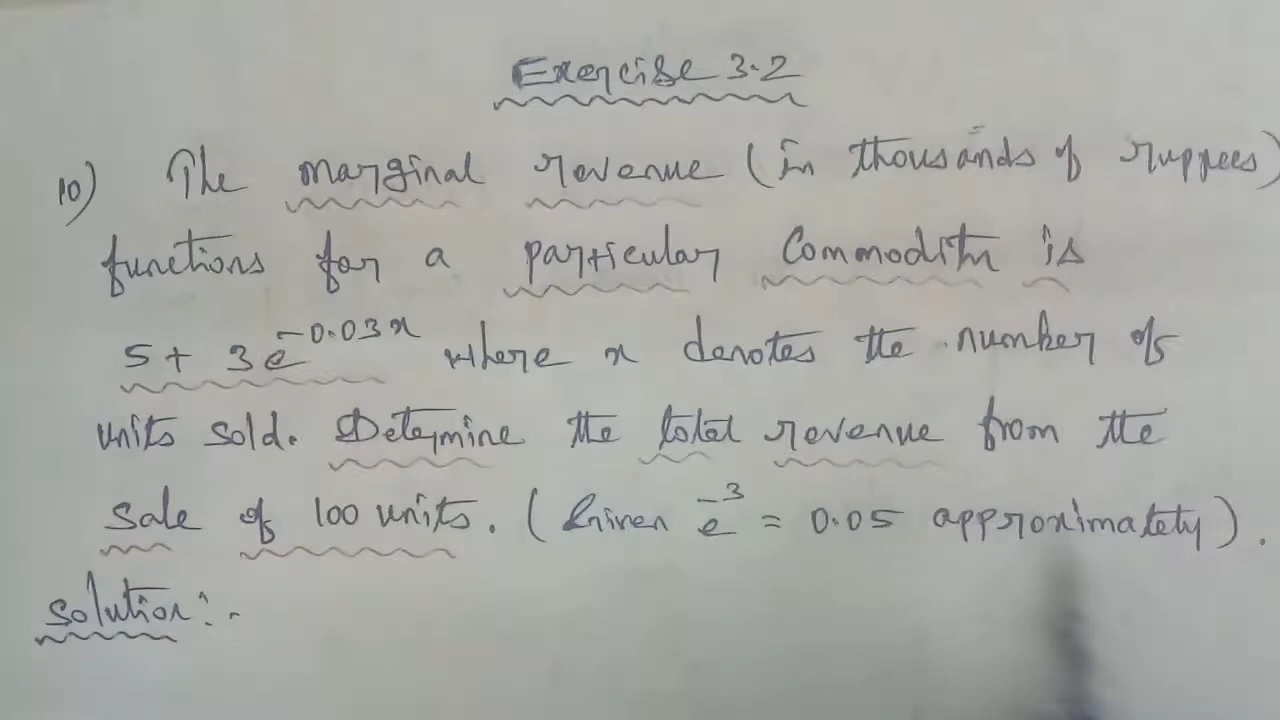 Exercise 3.2
10) The marginal revenue (in thousands of ruppees)
functions for a particular Commodity is
5 + 3e^-0.03x where x denotes the number of
units sold. Determine the total revenue from the
sale of 100 units. (Given e^-3 = 0.05 approximately).
Solution:-